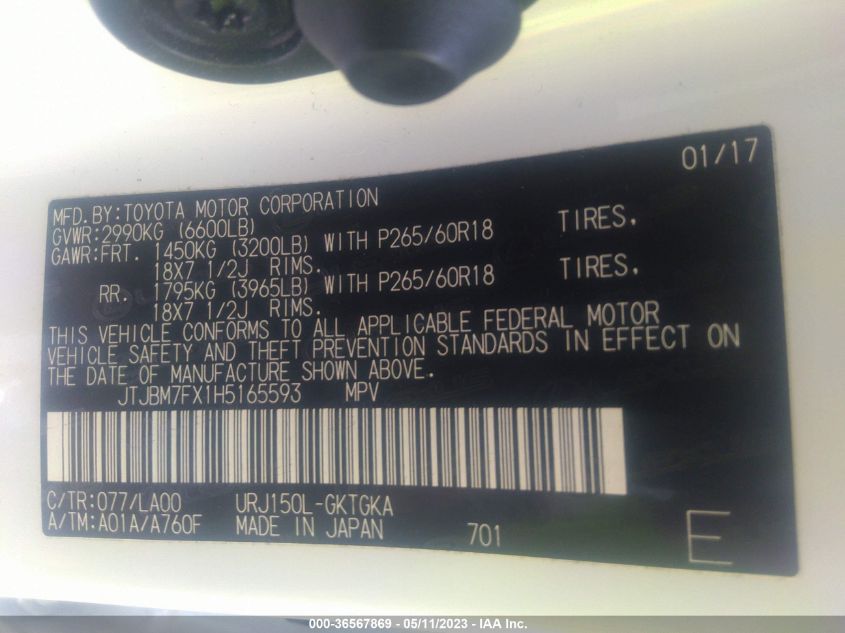 01/17
MFD.BY:TOYOTA MOTOR CORPORATION
GVWR:2990KG (6600LB)
GAWR:FRT. 1450KG (3200LB) WITH P265/60R18 TIRES.
18X7 1/2J RIMS.
RR. 1795KG (3965LB) WITH P265/60R18 TIRES.
18X7 1/2J RIMS.
THIS VEHICLE CONFORMS TO ALL APPLICABLE FEDERAL MOTOR
VEHICLE SAFETY AND THEFT PREVENTION STANDARDS IN EFFECT ON
THE DATE OF MANUFACTURE SHOWN ABOVE.
JTJBM7FX1H5165593 MPV
C/TR:077/LA00 URJ150L-GKTGKA
A/TM:A01A/A760F MADE IN JAPAN 701 E
000-36567869 - 05/11/2023 - IAA Inc.